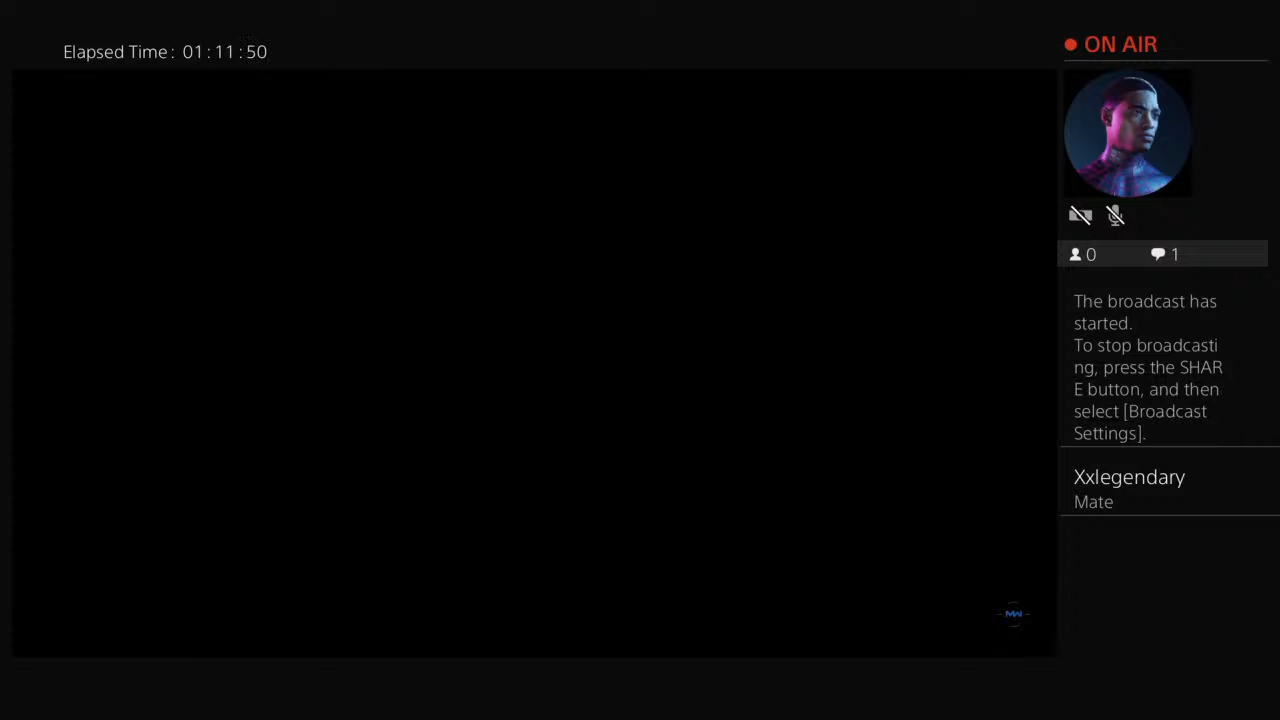 Elapsed Time: 01:11:50
ON AIR
0 1
The broadcast has
started.
To stop broadcasti
ng, press the SHAR
E button, and then
select [Broadcast
Settings].
Xxlegendary
Mate
MW